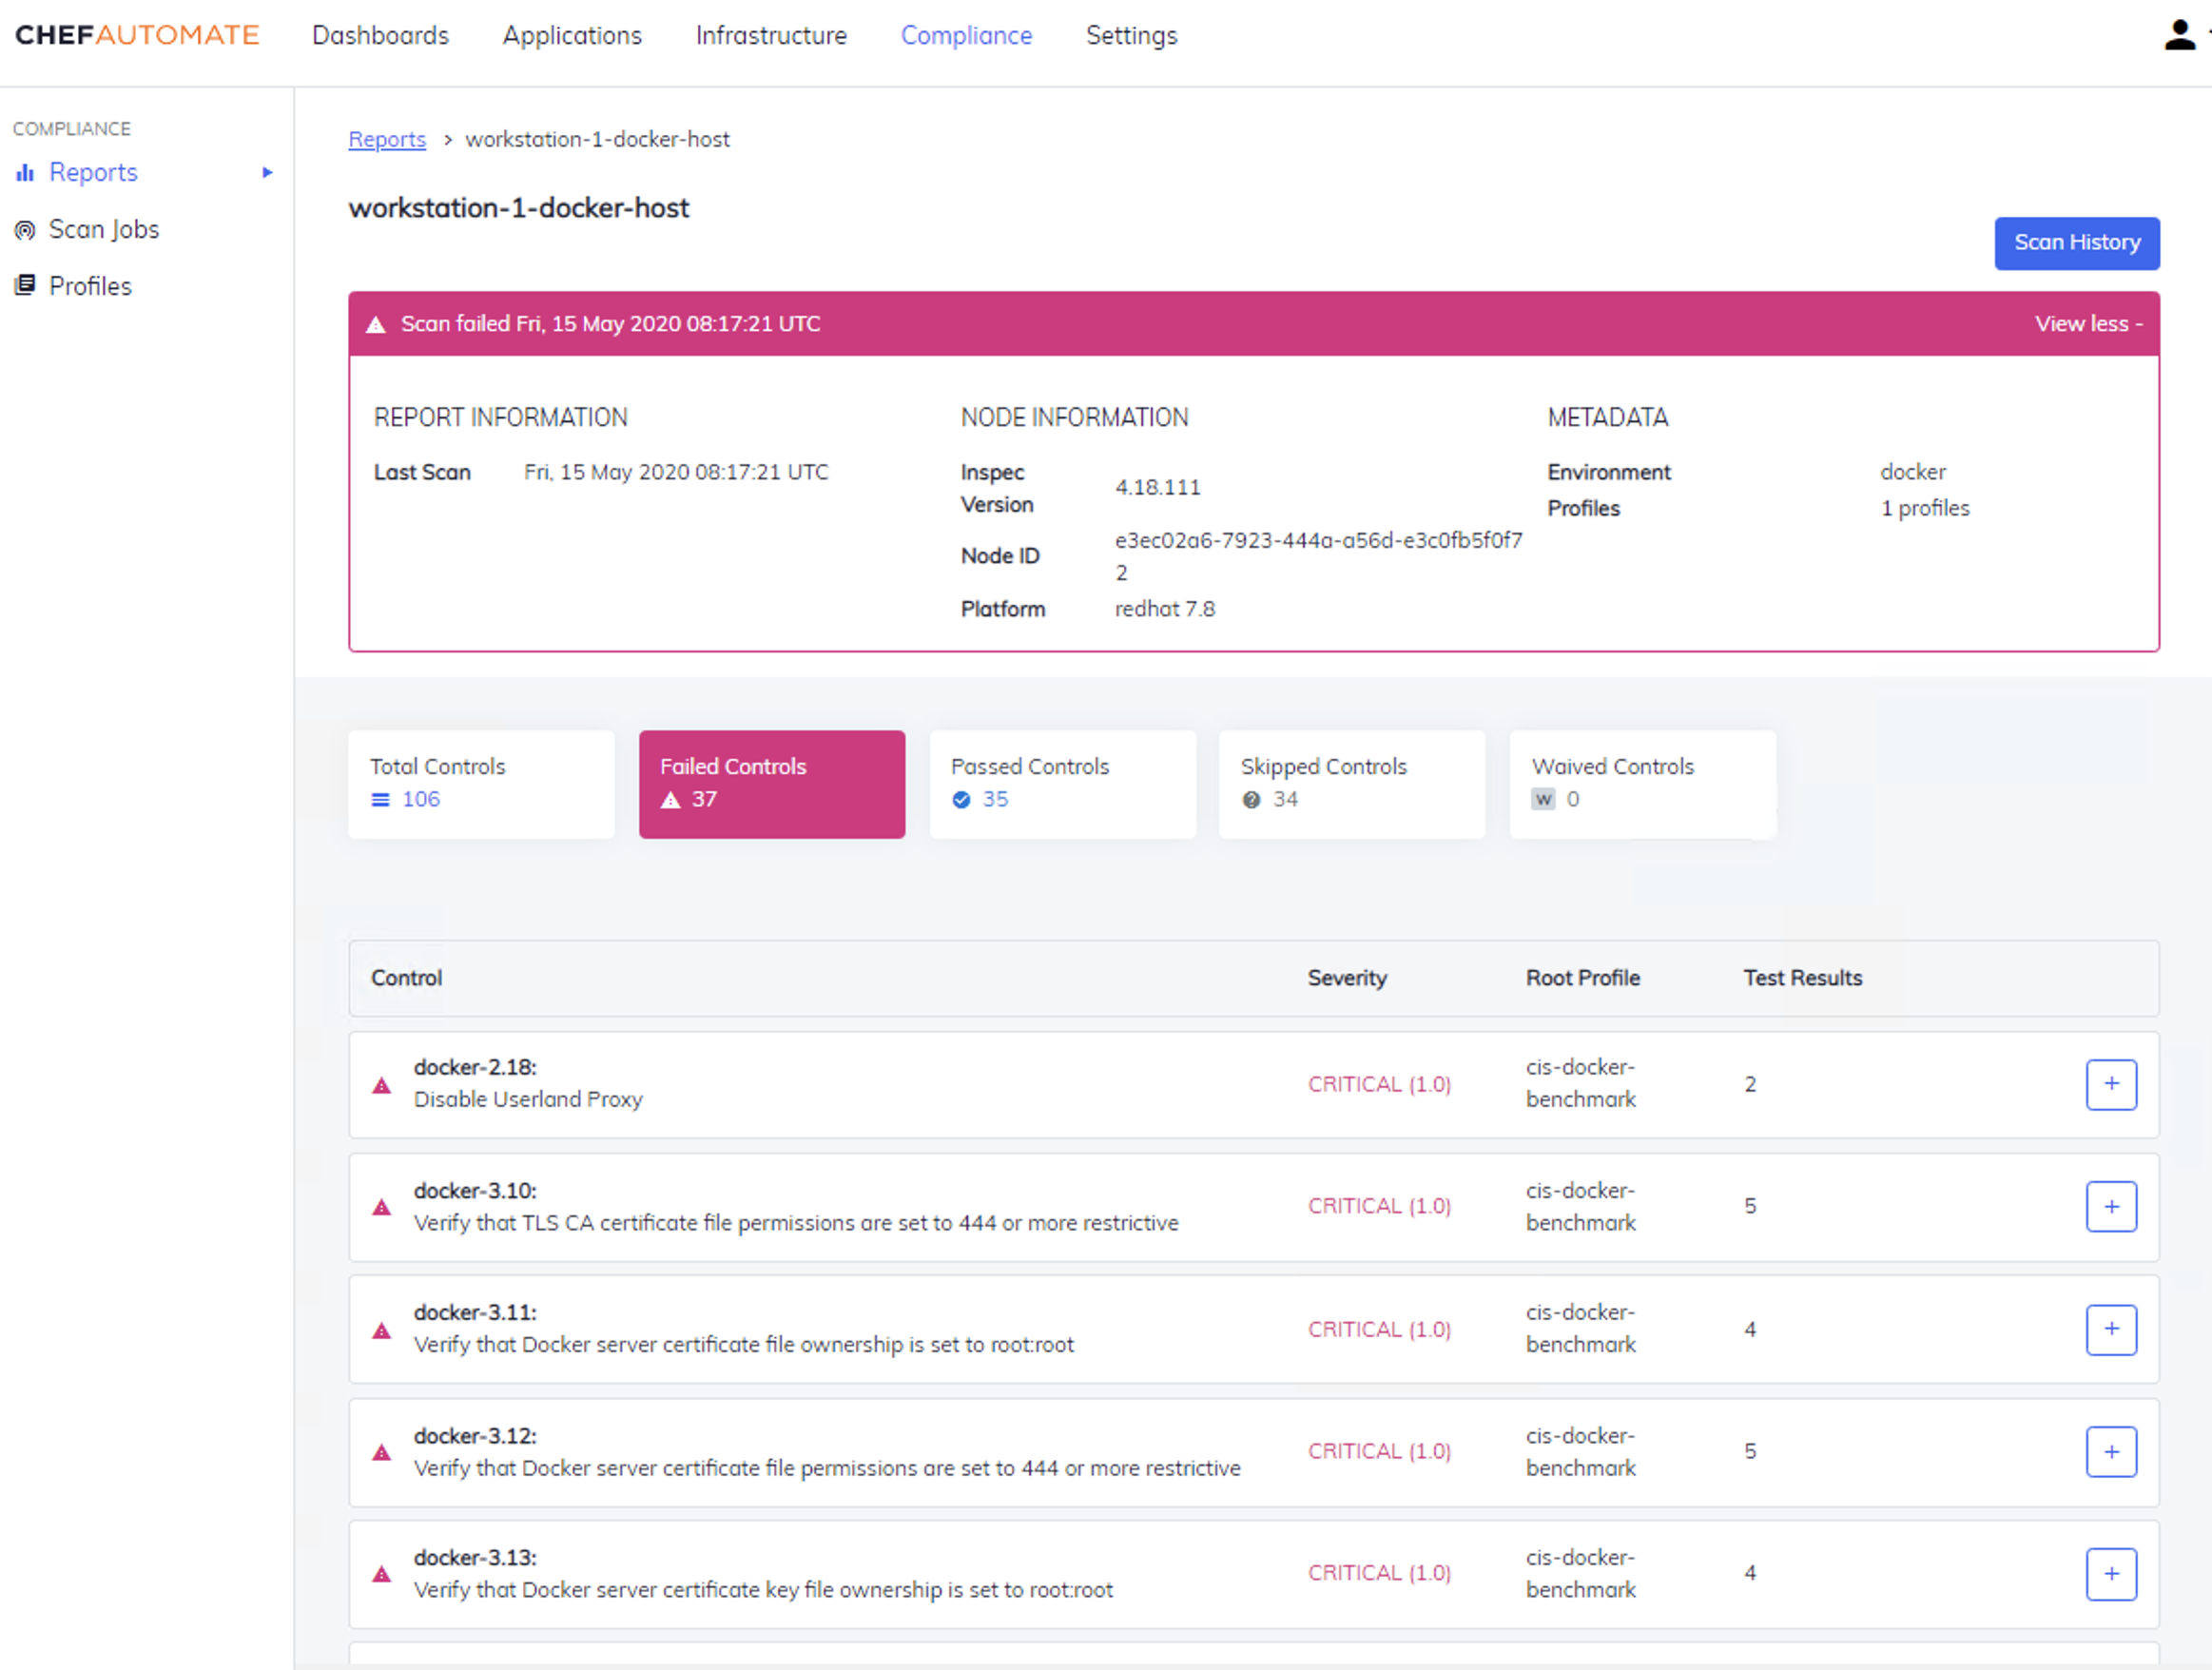 CHEFAUTOMATE Dashboards Applications Infrastructure Compliance Settings
COMPLIANCE
Reports
Scan Jobs
Profiles
Reports > workstation-1-docker-host
workstation-1-docker-host
Scan History
Scan failed Fri, 15 May 2020 08:17:21 UTC View less -
REPORT INFORMATION
Last Scan Fri, 15 May 2020 08:17:21 UTC
NODE INFORMATION
Inspec
Version
4.18.111
Node ID
e3ec02a6-7923-444a-a56d-e3c0fb5f0f7
2
Platform redhat 7.8
METADATA
Environment docker
Profiles 1 profiles
Total Controls
106
Failed Controls
37
Passed Controls
35
Skipped Controls
34
Waived Controls
W 0
Control Severity Root Profile Test Results
docker-2.18:
Disable Userland Proxy
CRITICAL (1.0)
cis-docker-
benchmark
2
+
docker-3.10:
Verify that TLS CA certificate file permissions are set to 444 or more restrictive
CRITICAL (1.0)
cis-docker-
benchmark
5
+
docker-3.11:
Verify that Docker server certificate file ownership is set to root:root
CRITICAL (1.0)
cis-docker-
benchmark
4
+
docker-3.12:
Verify that Docker server certificate file permissions are set to 444 or more restrictive
CRITICAL (1.0)
cis-docker-
benchmark
5
+
docker-3.13:
Verify that Docker server certificate key file ownership is set to root:root
CRITICAL (1.0)
cis-docker-
benchmark
4
+